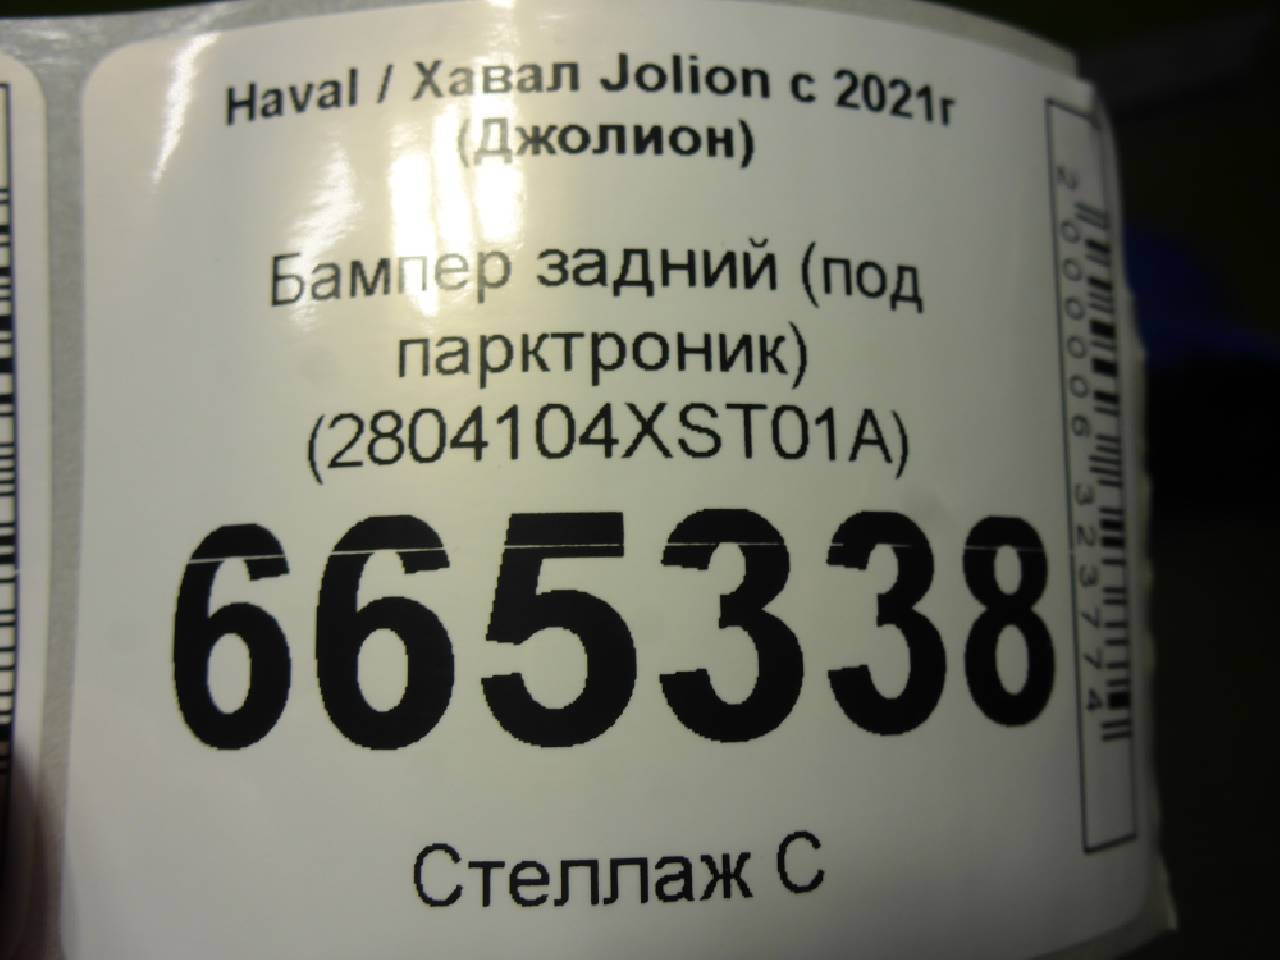 Haval / Хавал Jolion с 2021г
(Джолион)
Бампер задний (под
парктроник)
(2804104XST01A)
665338
Стеллаж С
2000006323774